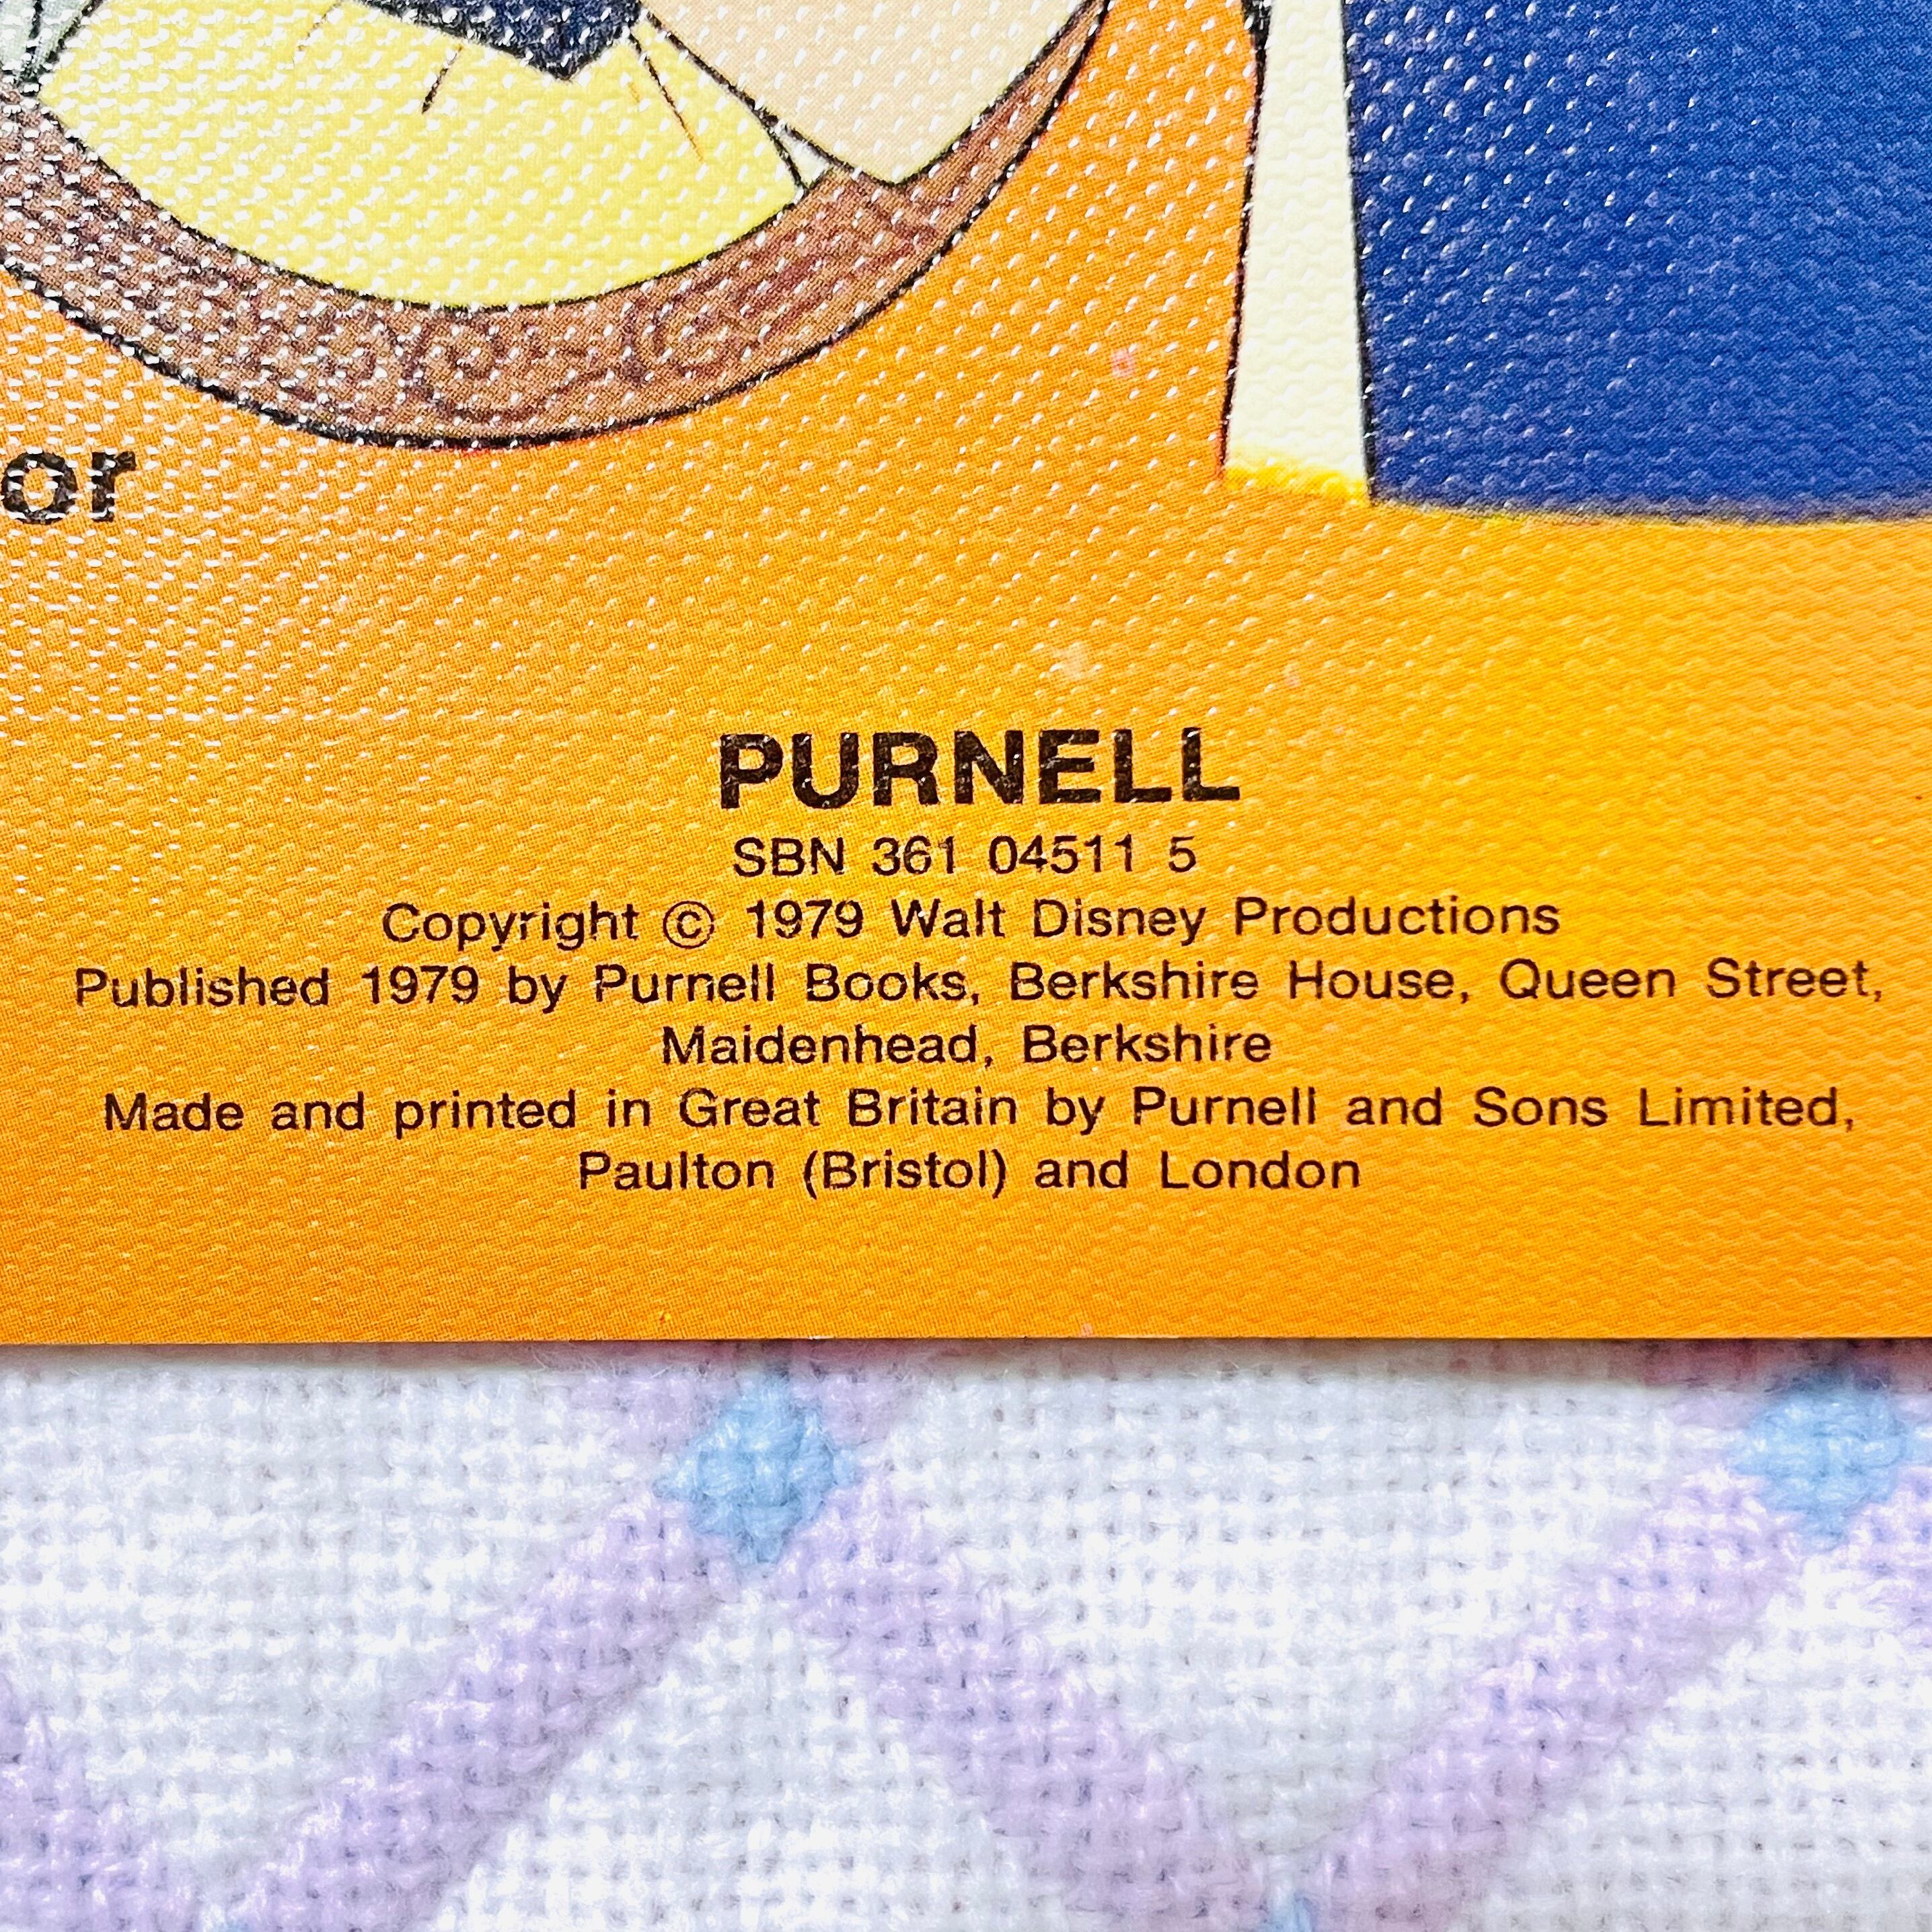 or
PURNELL
SBN 361 04511 5
Copyright © 1979 Walt Disney Productions
Published 1979 by Purnell Books, Berkshire House, Queen Street,
Maidenhead, Berkshire
Made and printed in Great Britain by Purnell and Sons Limited,
Paulton (Bristol) and London